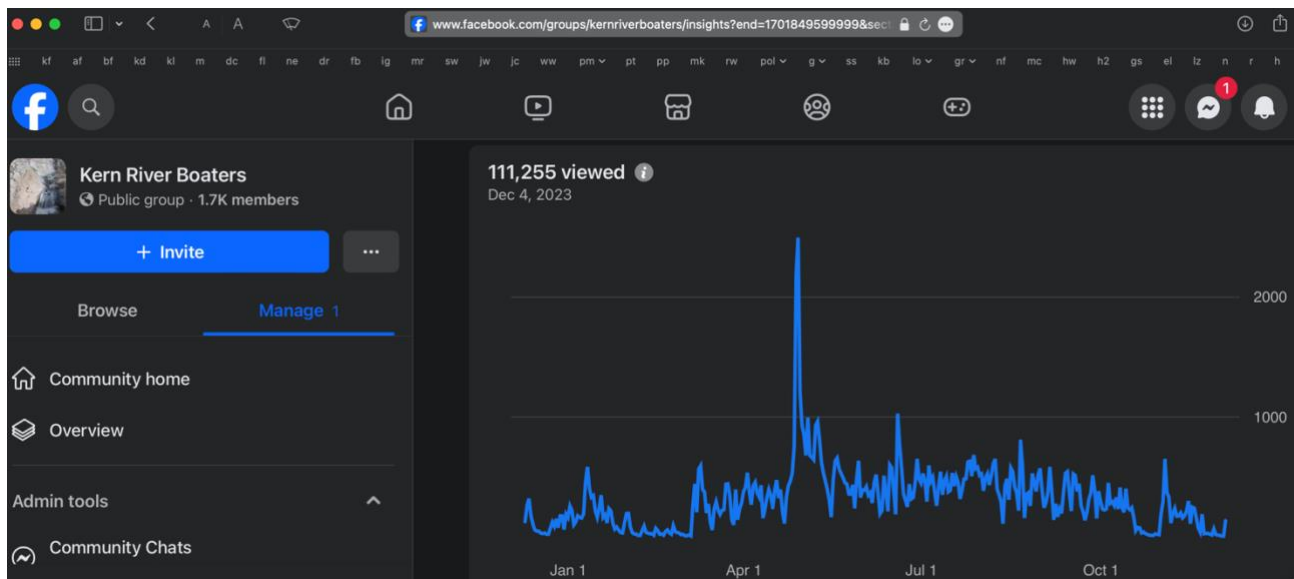 A A www.facebook.com/groups/kernriverboaters/insights?end=1701849599999&sect
kf af bf kd kl m dc fl ne dr fb ig mr sw jw jc ww pm pt pp mk rw pol g ss kb lo gr nf mc hw h2 gs el lz n r h
1
Kern River Boaters
Public group · 1.7K members
+ Invite
Browse Manage 1
Community home
Overview
Admin tools
Community Chats
111,255 viewed
Dec 4, 2023
2000
1000
Jan 1 Apr 1 Jul 1 Oct 1